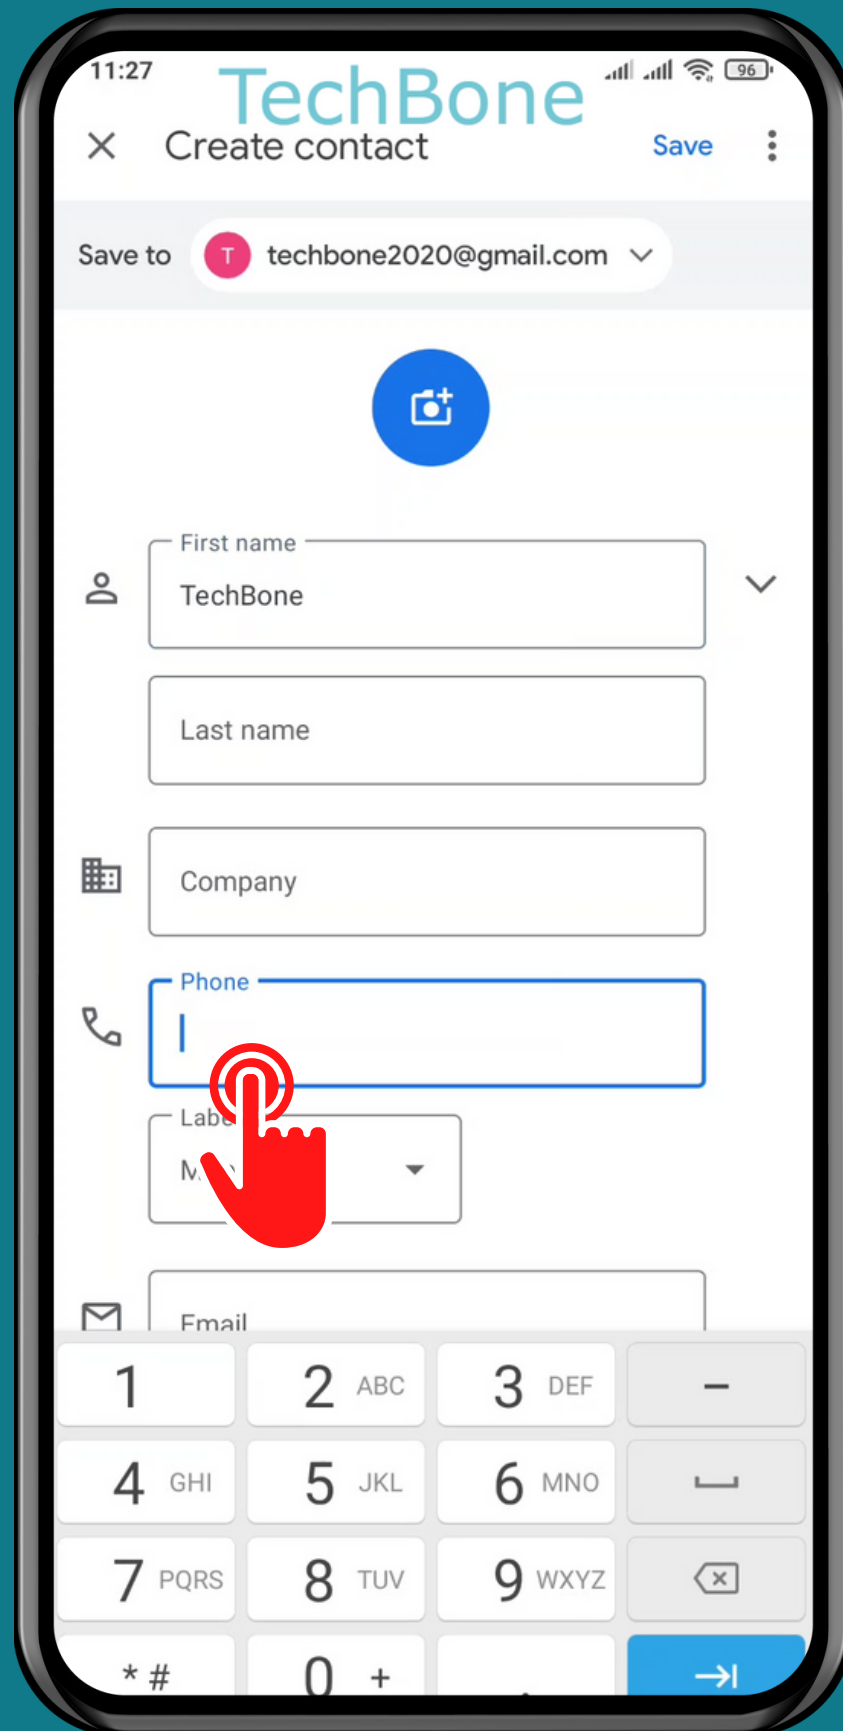 11:27
96
TechBone
Create contact
Save
Save to
T
techbone2020@gmail.com
First name
TechBone
Last name
Company
Phone
Email
1
2 ABC
3 DEF
-
4 GHI
5 JKL
6 MNO
7 PQRS
8 TUV
9 WXYZ
* #
0 +
.